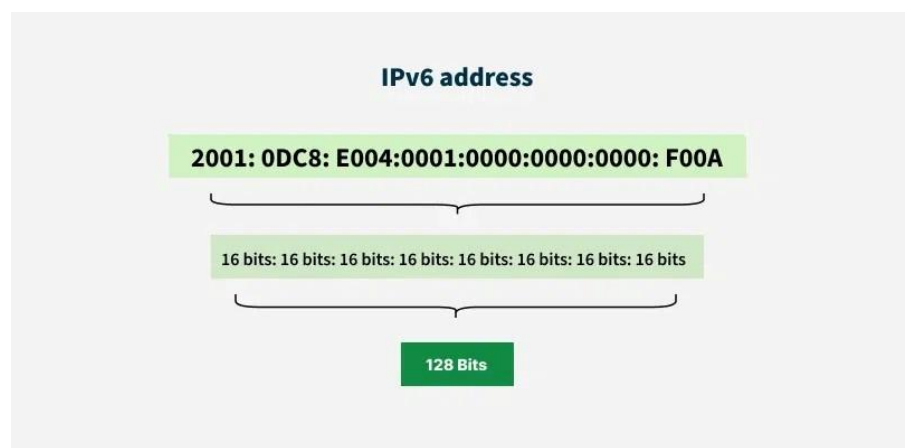 IPv6 address
2001: 0DC8: E004:0001:0000:0000:0000: F00A
16 bits: 16 bits: 16 bits: 16 bits: 16 bits: 16 bits: 16 bits: 16 bits
128 Bits